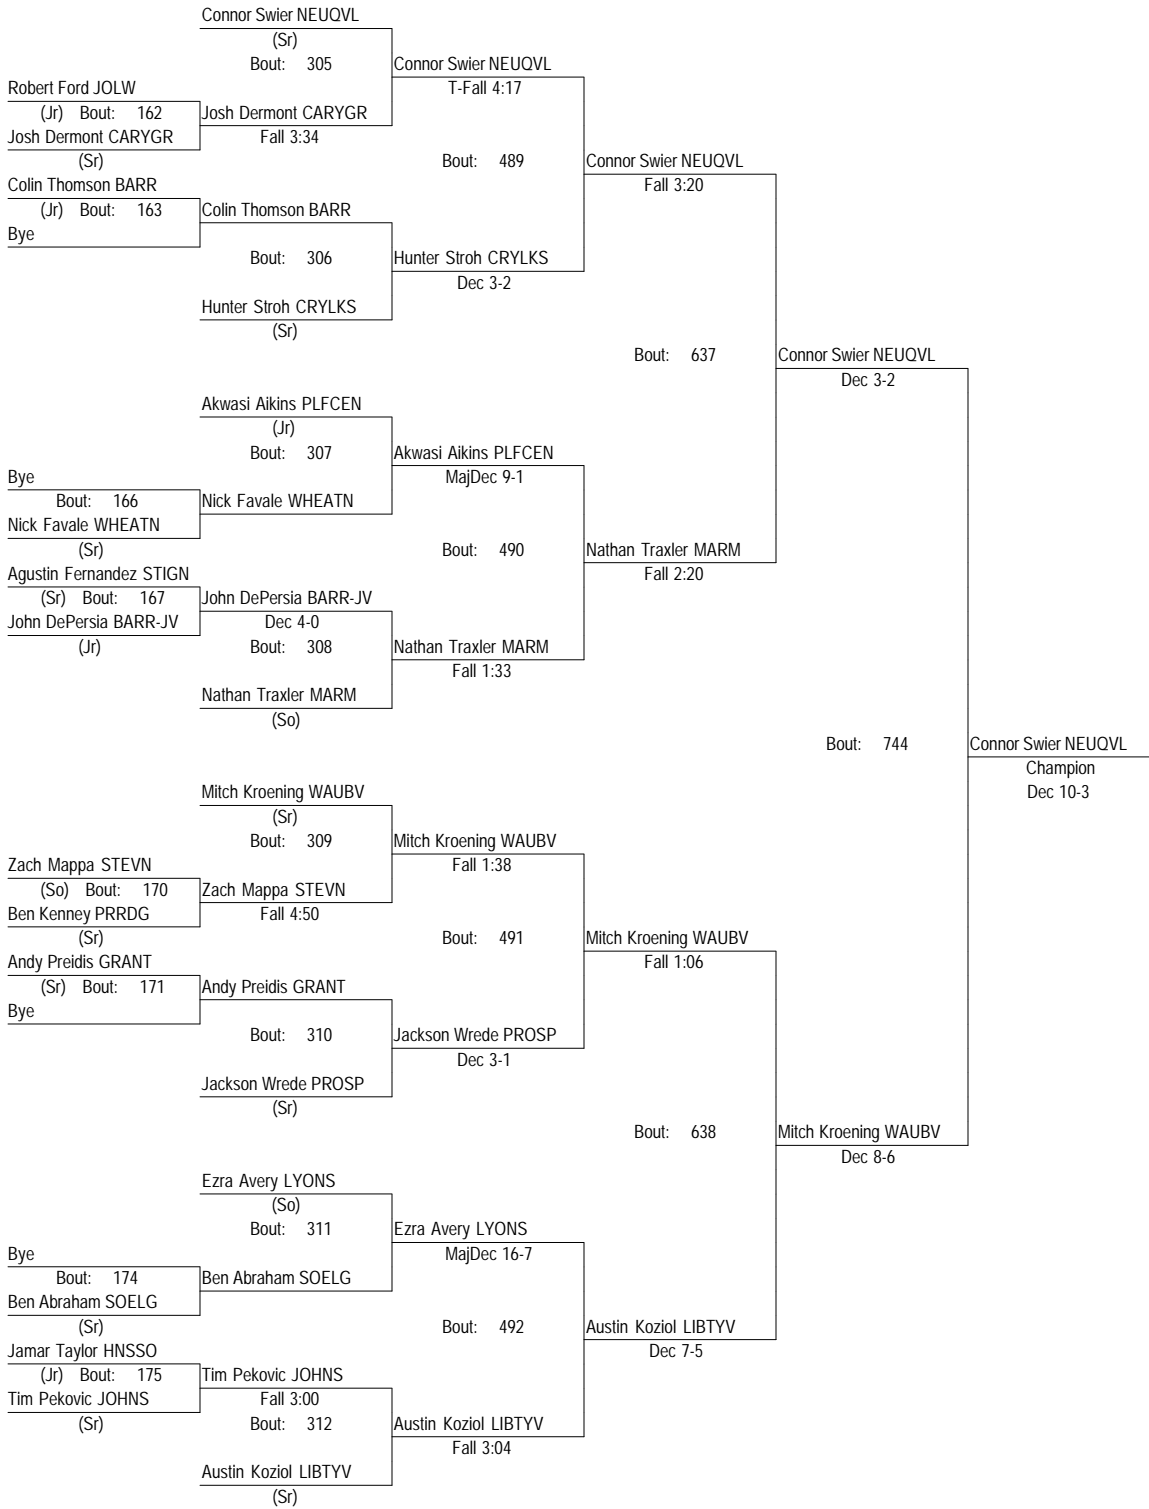 Connor Swier NEUQVL
(Sr)
Bout: 305
Connor Swier NEUQVL
T-Fall 4:17
Robert Ford JOLW
(Jr) Bout: 162
Josh Dermont CARYGR
Josh Dermont CARYGR
Fall 3:34
(Sr)
Bout: 489
Connor Swier NEUQVL
Fall 3:20
Colin Thomson BARR
(Jr) Bout: 163
Colin Thomson BARR
Bye
Bout: 306
Hunter Stroh CRYLKS
Dec 3-2
Hunter Stroh CRYLKS
(Sr)
Bout: 637
Connor Swier NEUQVL
Dec 3-2
Akwasi Aikins PLFCEN
(Jr)
Bout: 307
Akwasi Aikins PLFCEN
MajDec 9-1
Bye
Bout: 166
Nick Favale WHEATN
Nick Favale WHEATN
(Sr)
Bout: 490
Nathan Traxler MARM
Fall 2:20
Agustin Fernandez STIGN
(Sr) Bout: 167
John DePersia BARR-JV
Dec 4-0
John DePersia BARR-JV
(Jr)
Bout: 308
Nathan Traxler MARM
Fall 1:33
Nathan Traxler MARM
(So)
Bout: 744
Connor Swier NEUQVL
Champion
Dec 10-3
Mitch Kroening WAUBV
(Sr)
Bout: 309
Mitch Kroening WAUBV
Fall 1:38
Zach Mappa STEVN
(So) Bout: 170
Zach Mappa STEVN
Fall 4:50
Ben Kenney PRRDG
(Sr)
Bout: 491
Mitch Kroening WAUBV
Fall 1:06
Andy Preidis GRANT
(Sr) Bout: 171
Andy Preidis GRANT
Bye
Bout: 310
Jackson Wrede PROSP
Dec 3-1
Jackson Wrede PROSP
(Sr)
Bout: 638
Mitch Kroening WAUBV
Dec 8-6
Ezra Avery LYONS
(So)
Bout: 311
Ezra Avery LYONS
MajDec 16-7
Bye
Bout: 174
Ben Abraham SOELG
Ben Abraham SOELG
(Sr)
Bout: 492
Austin Koziol LIBTYV
Dec 7-5
Jamar Taylor HNSSO
(Jr) Bout: 175
Tim Pekovic JOHNS
Fall 3:00
Tim Pekovic JOHNS
(Sr)
Bout: 312
Austin Koziol LIBTYV
Fall 3:04
Austin Koziol LIBTYV
(Sr)